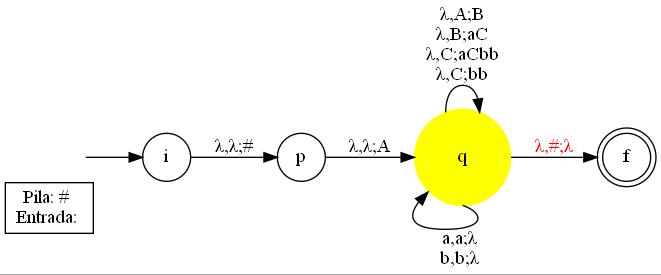 λ,A;B
λ,B;aC
λ,C;aCbb
λ,C;bb
i
λ,λ;#
p
λ,λ;A
q
λ,#;λ
f
a,a;λ
b,b;λ
Pila: #
Entrada: